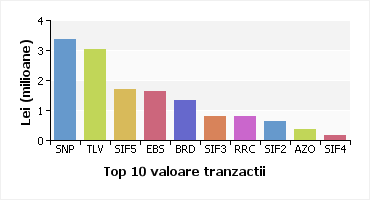 Lei (milioane)
4
3
2
1
0
SNP TLV SIF5 EBS BRD SIF3 RRC SIF2 AZO SIF4
Top 10 valoare tranzactii